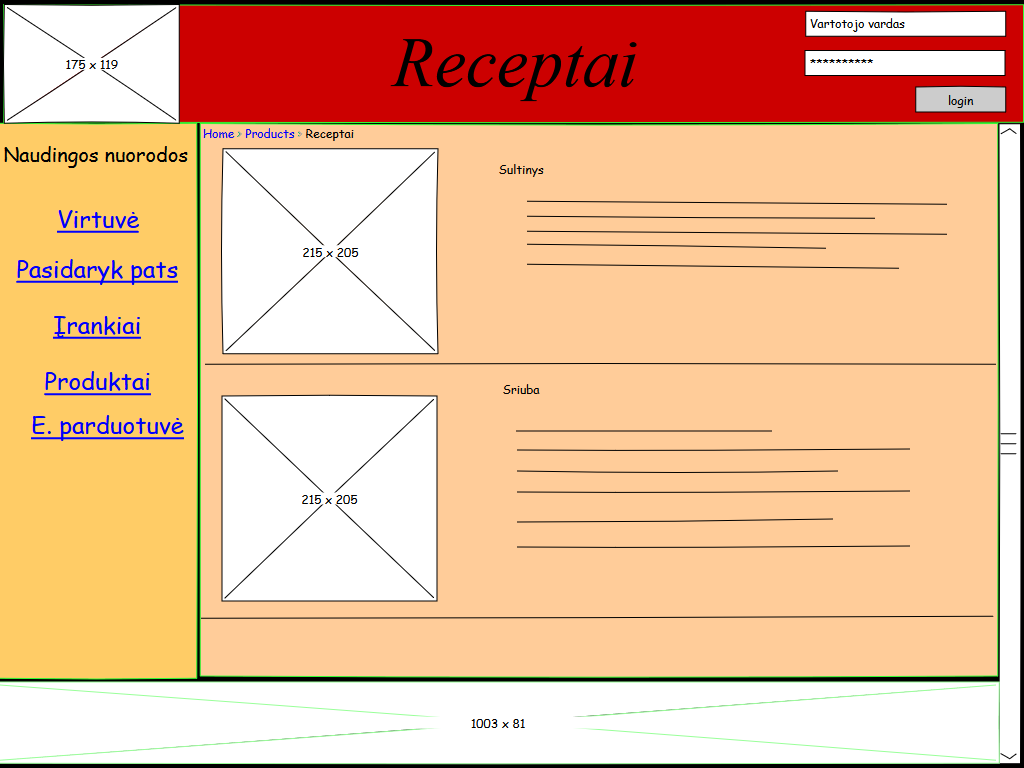 175 x 119
Receptai
Vartotojo vardas
**********
login
Home > Products > Receptai
Naudingos nuorodos
Virtuvė
Pasidaryk pats
Įrankiai
Produktai
E. parduotuvė
215 x 205
Sultinys
215 x 205
Sriuba
1003 x 81